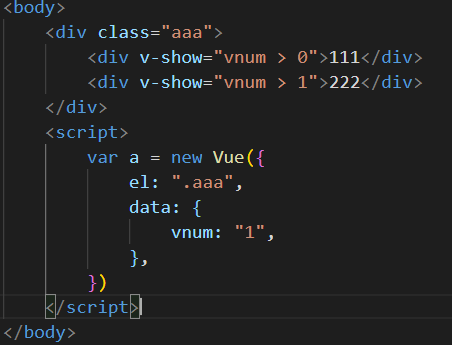 <body>
    <div class="aaa">
        <div v-show="vnum > 0">111</div>
        <div v-show="vnum > 1">222</div>
    </div>
    <script>
        var a = new Vue({
            el: ".aaa",
            data: {
                vnum: "1",
            },
        })
    </script>
</body>